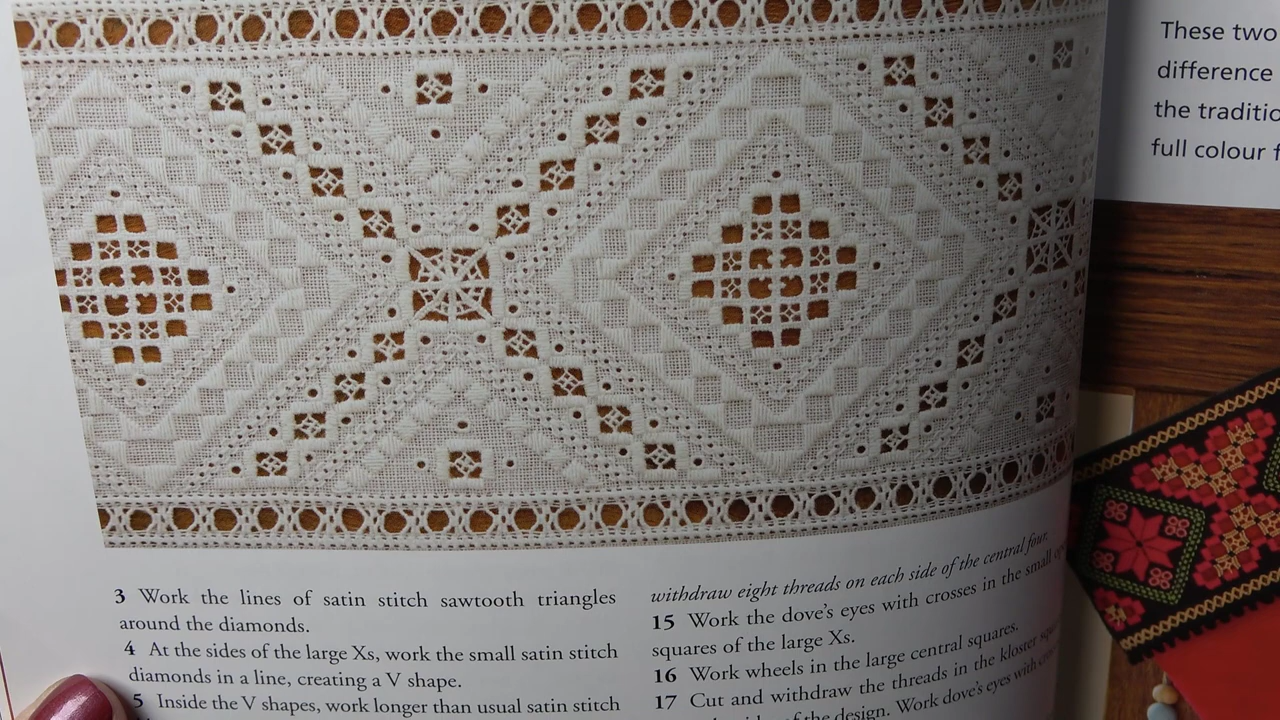 3 Work the lines of satin stitch sawtooth triangles
around the diamonds.
4 At the sides of the large Xs, work the small satin stitch
diamonds in a line, creating a V shape.
5 Inside the V shapes, work longer than usual satin stitch
withdraw eight threads on each side of the central four.
15 Work the dove's eyes with crosses in the small
squares of the large Xs.
16 Work wheels in the large central squares.
17 Cut and withdraw the threads in the kloster
of the design. Work dove's eyes with
These two
difference
the traditio
full colour f